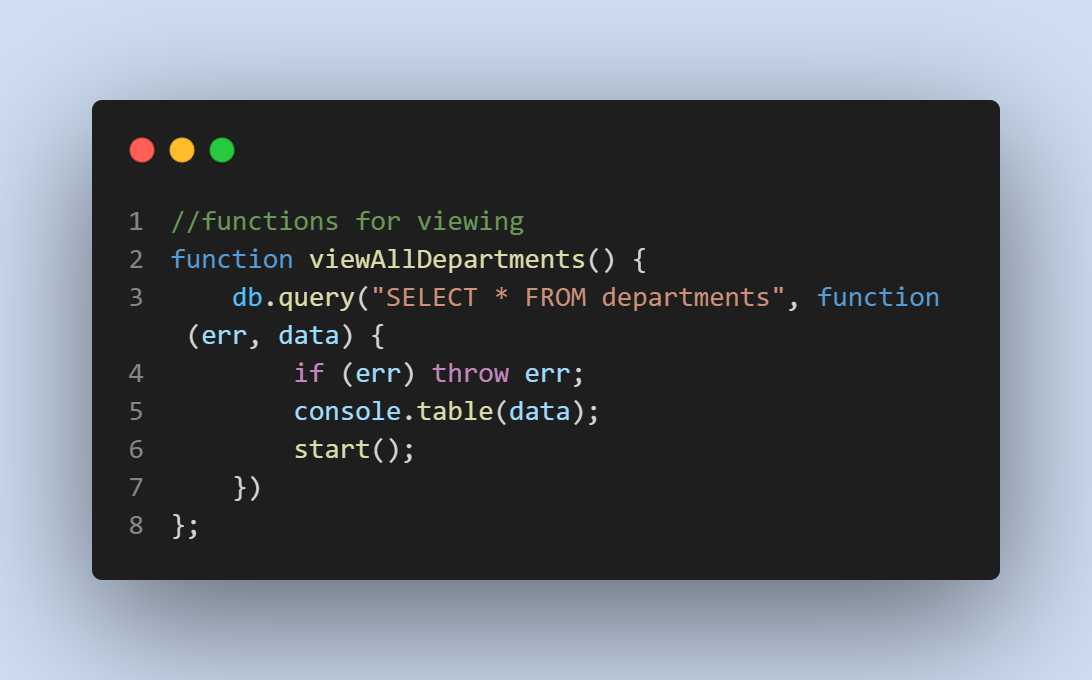 1 //functions for viewing
2 function viewAllDepartments() {
3     db.query("SELECT * FROM departments", function
 (err, data) {
4         if (err) throw err;
5         console.table(data);
6         start();
7     })
8 };